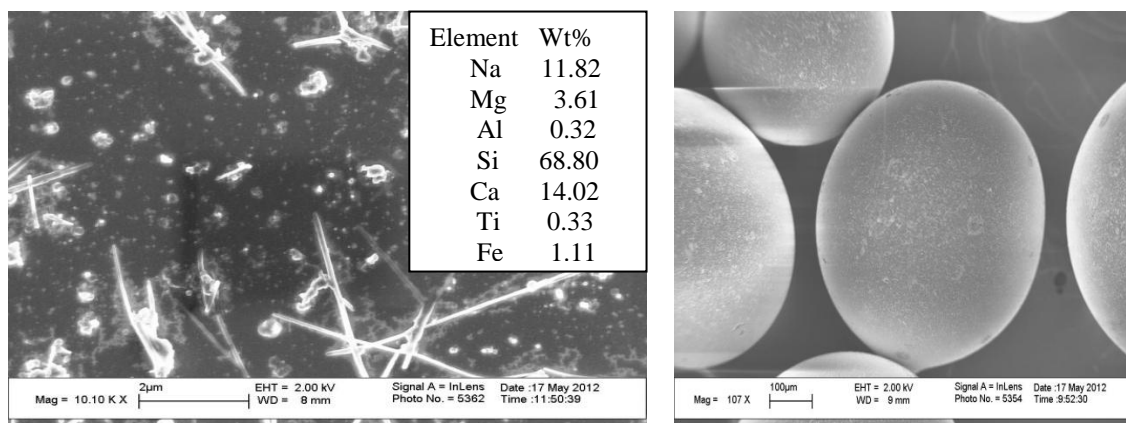 Element Wt%
Na 11.82
Mg 3.61
Al 0.32
Si 68.80
Ca 14.02
Ti 0.33
Fe 1.11
Mag = 10.10 K X 2µm EHT = 2.00 kV Signal A = InLens Date :17 May 2012
WD = 8 mm Photo No. = 5362 Time :11:50:39
Mag = 107 X 100µm EHT = 2.00 kV Signal A = InLens Date :17 May 2012
WD = 9 mm Photo No. = 5354 Time :9:52:30